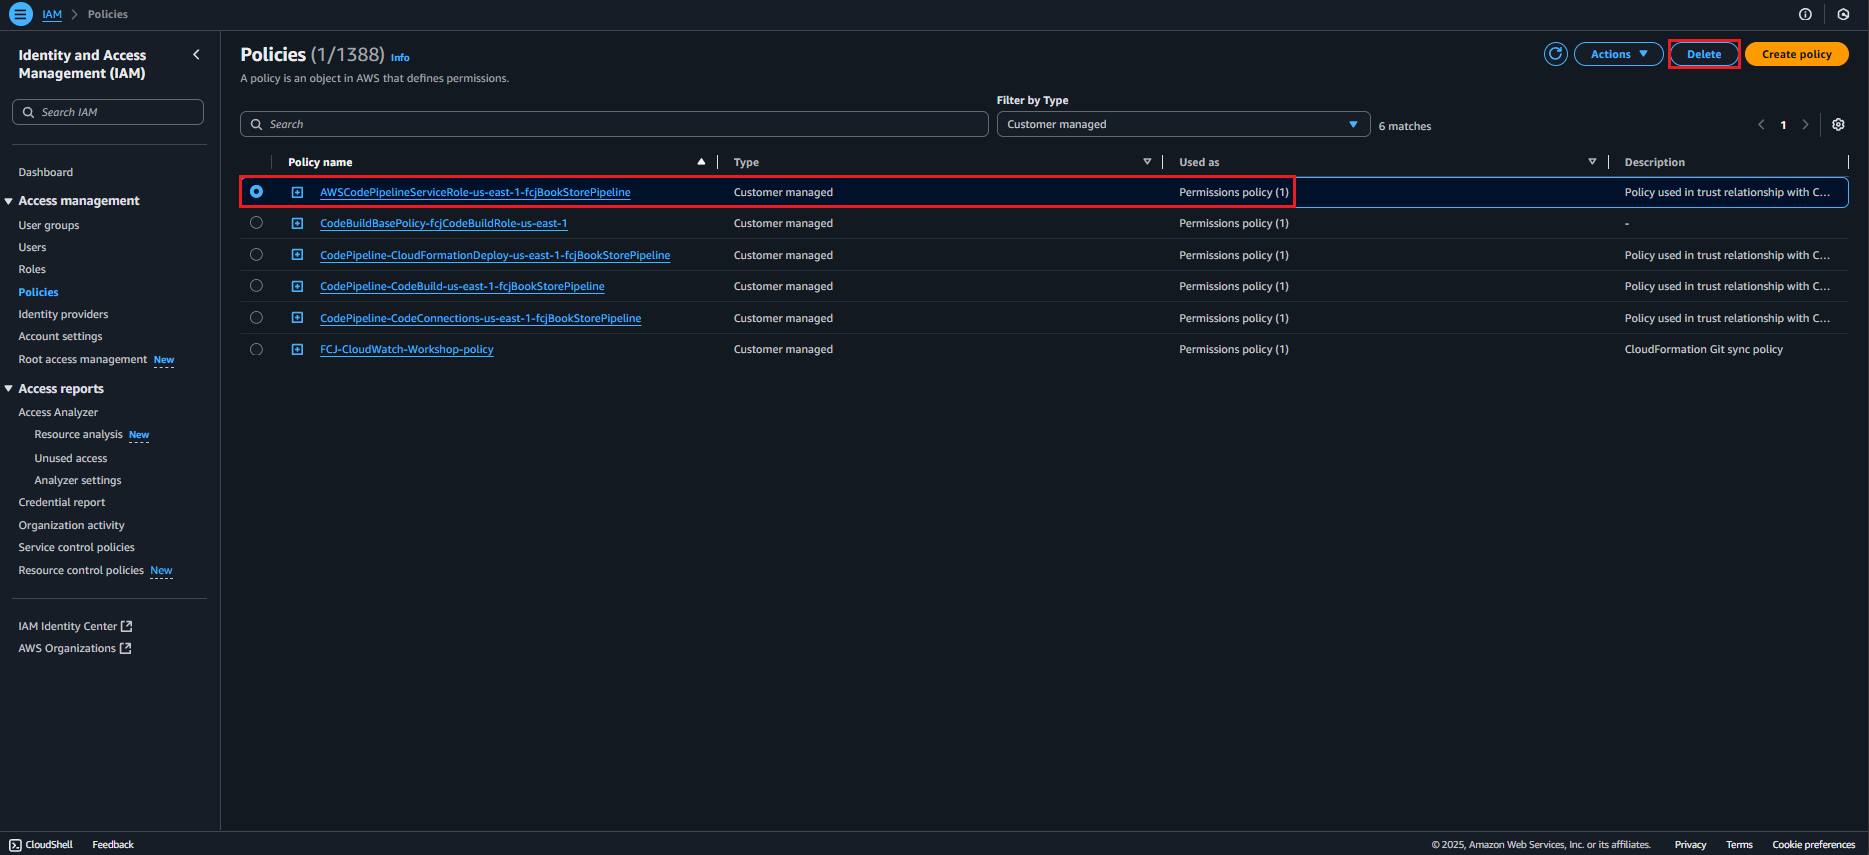 IAM > Policies
Identity and Access Management (IAM)
Search IAM
Dashboard
Access management
User groups
Users
Roles
Policies
Identity providers
Account settings
Root access management New
Access reports
Access Analyzer
Resource analysis New
Unused access
Analyzer settings
Credential report
Organization activity
Service control policies
Resource control policies New
IAM Identity Center
AWS Organizations
Policies (1/1388) Info
A policy is an object in AWS that defines permissions.
Actions Delete Create policy
Filter by Type
Search Customer managed 6 matches 1
Policy name Type Used as Description
AWSCodePipelineServiceRole-us-east-1-fcjBookStorePipeline Customer managed Permissions policy (1) Policy used in trust relationship with C...
CodeBuildBasePolicy-fcjCodeBuildRole-us-east-1 Customer managed Permissions policy (1) -
CodePipeline-CloudFormationDeploy-us-east-1-fcjBookStorePipeline Customer managed Permissions policy (1) Policy used in trust relationship with C...
CodePipeline-CodeBuild-us-east-1-fcjBookStorePipeline Customer managed Permissions policy (1) Policy used in trust relationship with C...
CodePipeline-CodeConnections-us-east-1-fcjBookStorePipeline Customer managed Permissions policy (1) Policy used in trust relationship with C...
FCJ-CloudWatch-Workshop-policy Customer managed Permissions policy (1) CloudFormation Git sync policy
CloudShell Feedback © 2025, Amazon Web Services, Inc. or its affiliates. Privacy Terms Cookie preferences